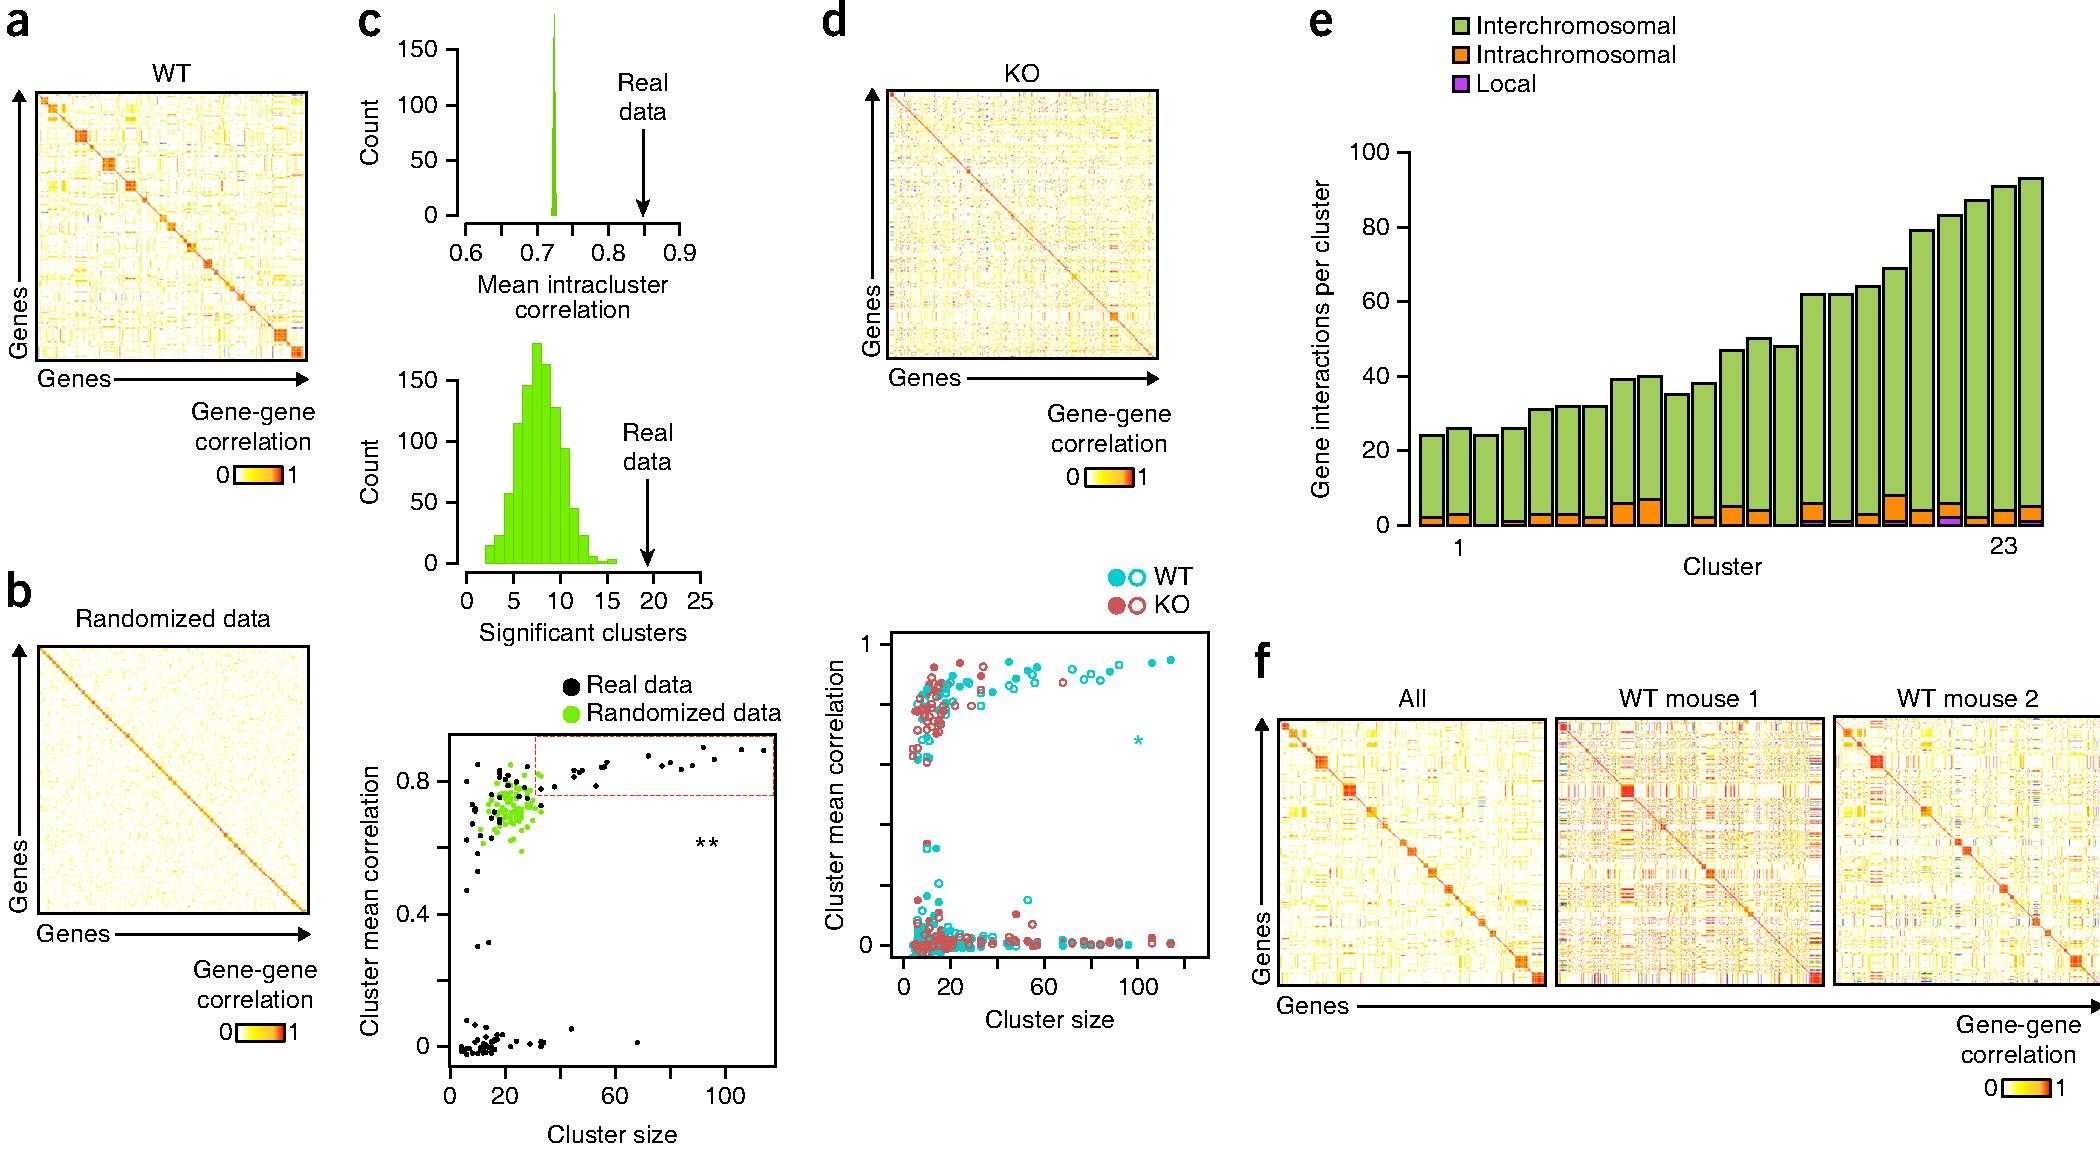 a
WT
Genes
Genes
Gene-gene
correlation
0 1
b
Randomized data
Genes
Genes
Gene-gene
correlation
0 1
c
Count
150
100
50
0
Real
data
0.6 0.7 0.8 0.9
Mean intracluster
correlation
Count
150
100
50
0
Real
data
0 5 10 15 20 25
Significant clusters
Real data
Randomized data
Cluster mean correlation
0.8
0.4
0
**
0 20 60 100
Cluster size
d
KO
Genes
Genes
Gene-gene
correlation
0 1
WT
KO
Cluster mean correlation
1
0
*
0 20 60 100
Cluster size
e
Interchromosomal
Intrachromosomal
Local
Gene interactions per cluster
100
80
60
40
20
0
1 23
Cluster
f
All WT mouse 1 WT mouse 2
Genes
Genes
Gene-gene
correlation
0 1